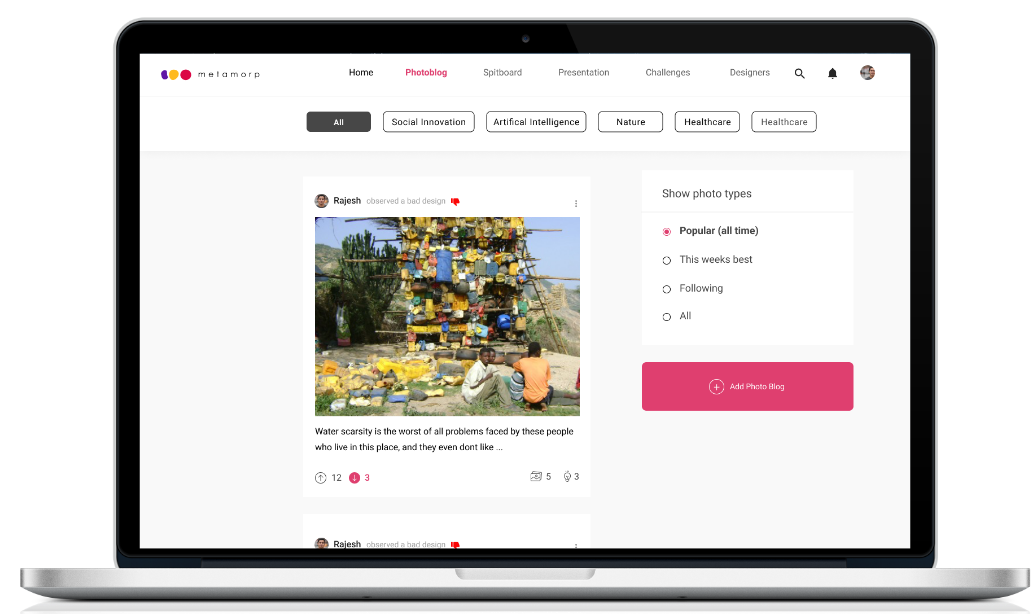 metamorp
Home Photoblog Spitboard Presentation Challenges Designers
All Social Innovation Artifical Intelligence Nature Healthcare Healthcare
Rajesh observed a bad design
Water scarsity is the worst of all problems faced by these people
who live in this place, and they even dont like ...
12 3 5 3
Rajesh observed a bad design
Show photo types
Popular (all time)
This weeks best
Following
All
Add Photo Blog